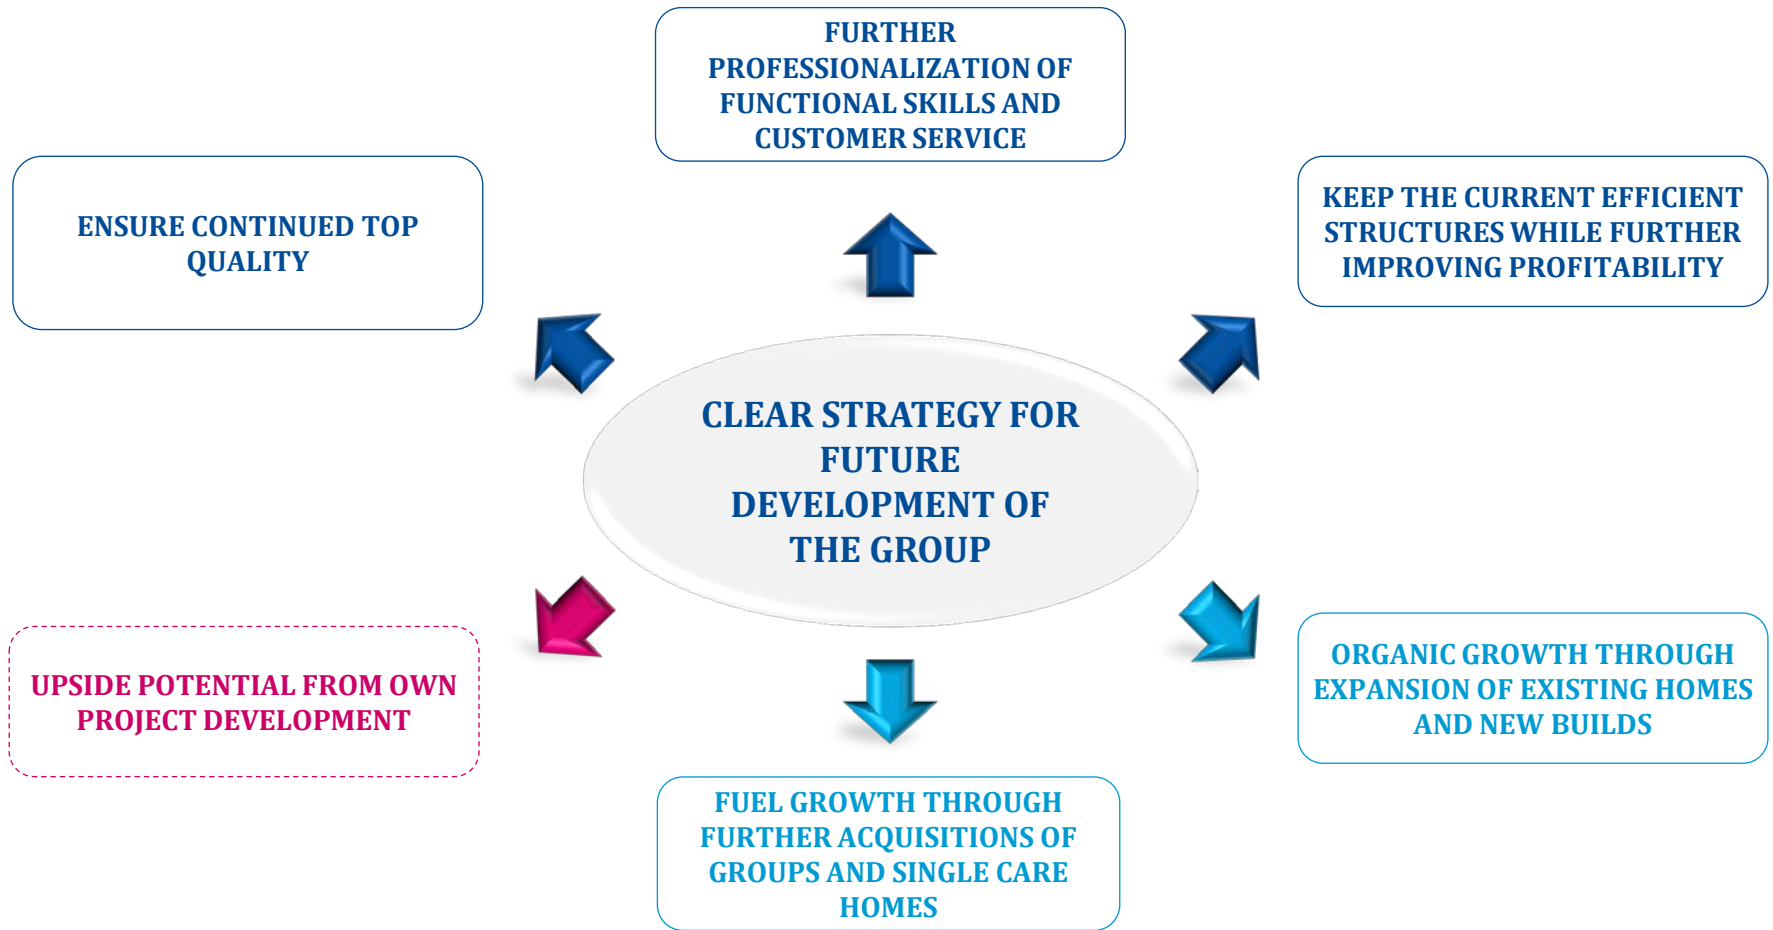 FURTHER
PROFESSIONALIZATION OF
FUNCTIONAL SKILLS AND
CUSTOMER SERVICE
ENSURE CONTINUED TOP
QUALITY
KEEP THE CURRENT EFFICIENT
STRUCTURES WHILE FURTHER
IMPROVING PROFITABILITY
CLEAR STRATEGY FOR
FUTURE
DEVELOPMENT OF
THE GROUP
UPSIDE POTENTIAL FROM OWN
PROJECT DEVELOPMENT
ORGANIC GROWTH THROUGH
EXPANSION OF EXISTING HOMES
AND NEW BUILDS
FUEL GROWTH THROUGH
FURTHER ACQUISITIONS OF
GROUPS AND SINGLE CARE
HOMES